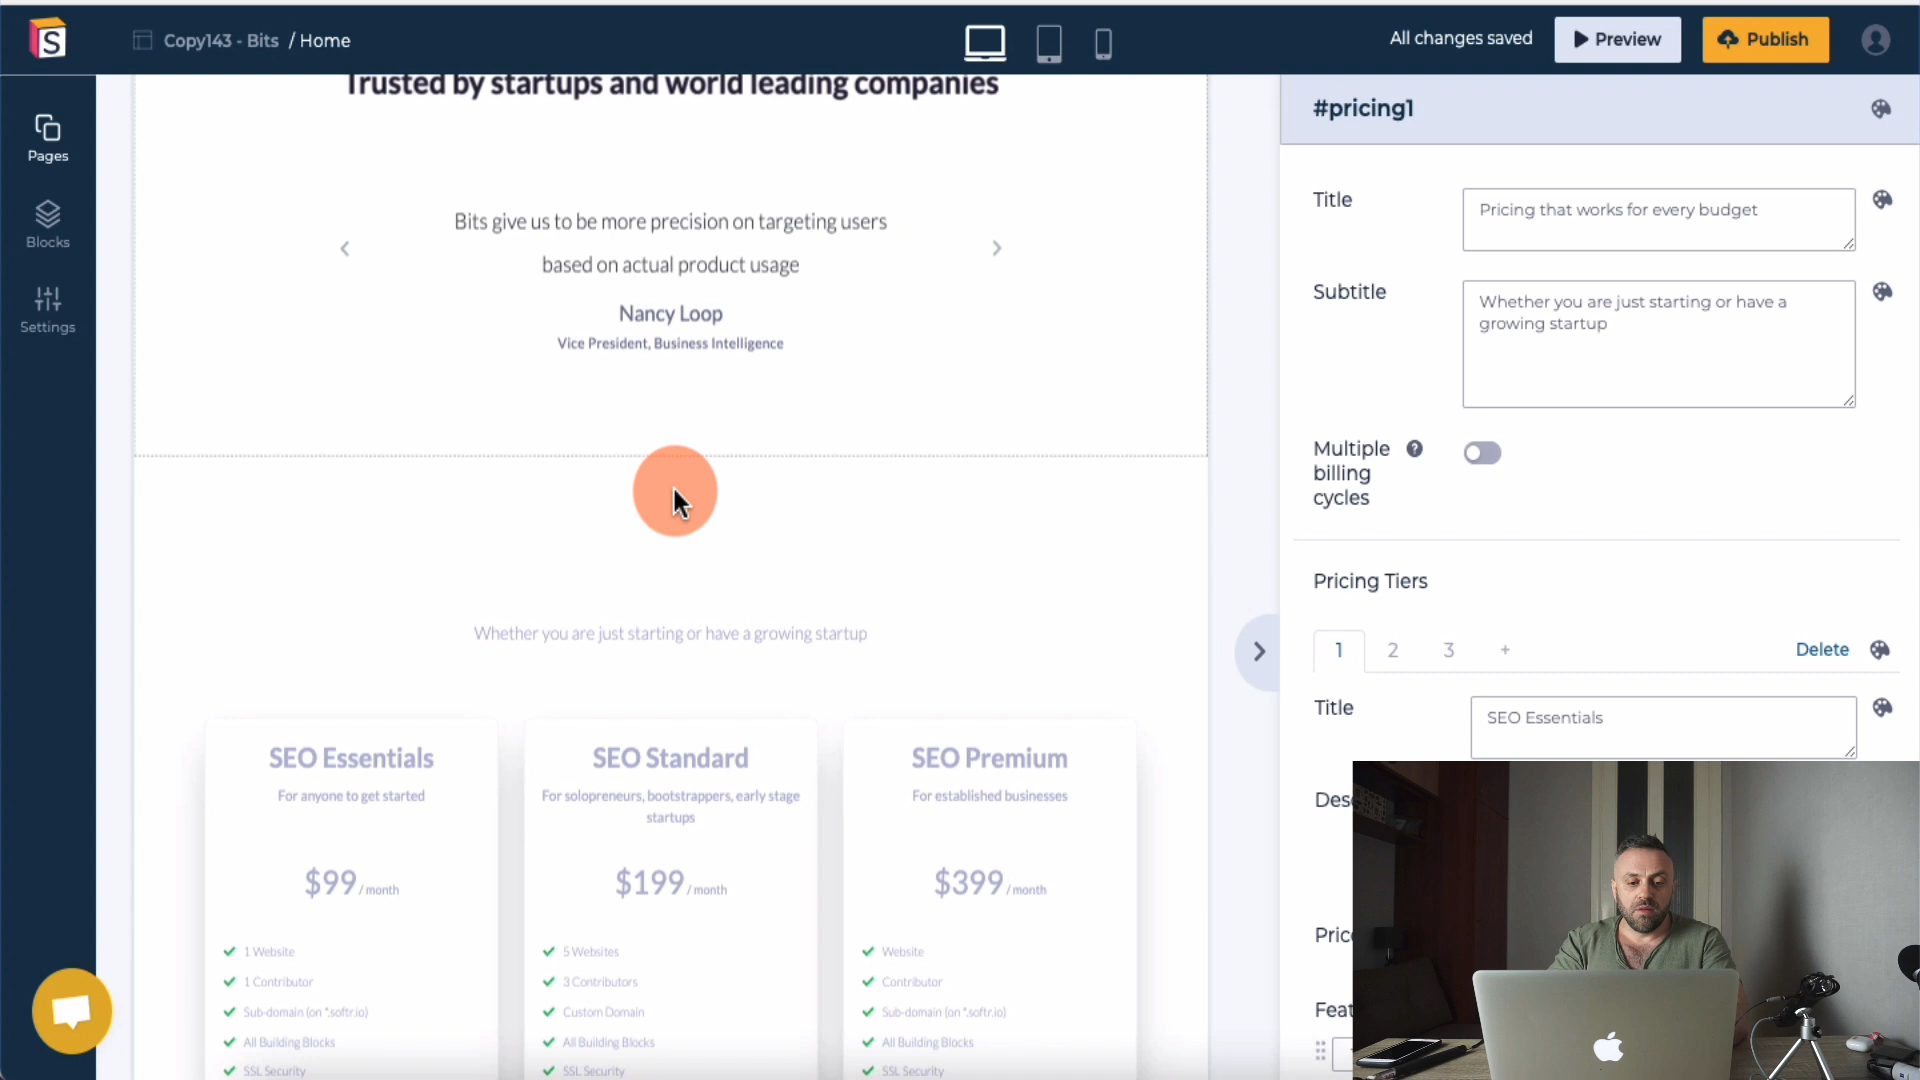 S
Copy143 - Bits / Home
All changes saved
Preview
Publish
Pages
Blocks
Settings
Trusted by startups and world leading companies
Bits give us to be more precision on targeting users
based on actual product usage
Nancy Loop
Vice President, Business Intelligence
Whether you are just starting or have a growing startup
SEO Essentials
For anyone to get started
$99 / month
1 Website
1 Contributor
Sub-domain (on *.softr.io)
All Building Blocks
SSL Security
SEO Standard
For solopreneurs, bootstrappers, early stage
startups
$199 / month
5 Websites
3 Contributors
Custom Domain
All Building Blocks
SSL Security
SEO Premium
For established businesses
$399 / month
Website
Contributor
Sub-domain (on *.softr.io)
All Building Blocks
SSL Security
#pricing1
Title
Pricing that works for every budget
Subtitle
Whether you are just starting or have a
growing startup
Multiple
billing
cycles
?
Pricing Tiers
1 2 3 +
Delete
Title
SEO Essentials
Desc
Price
Feat